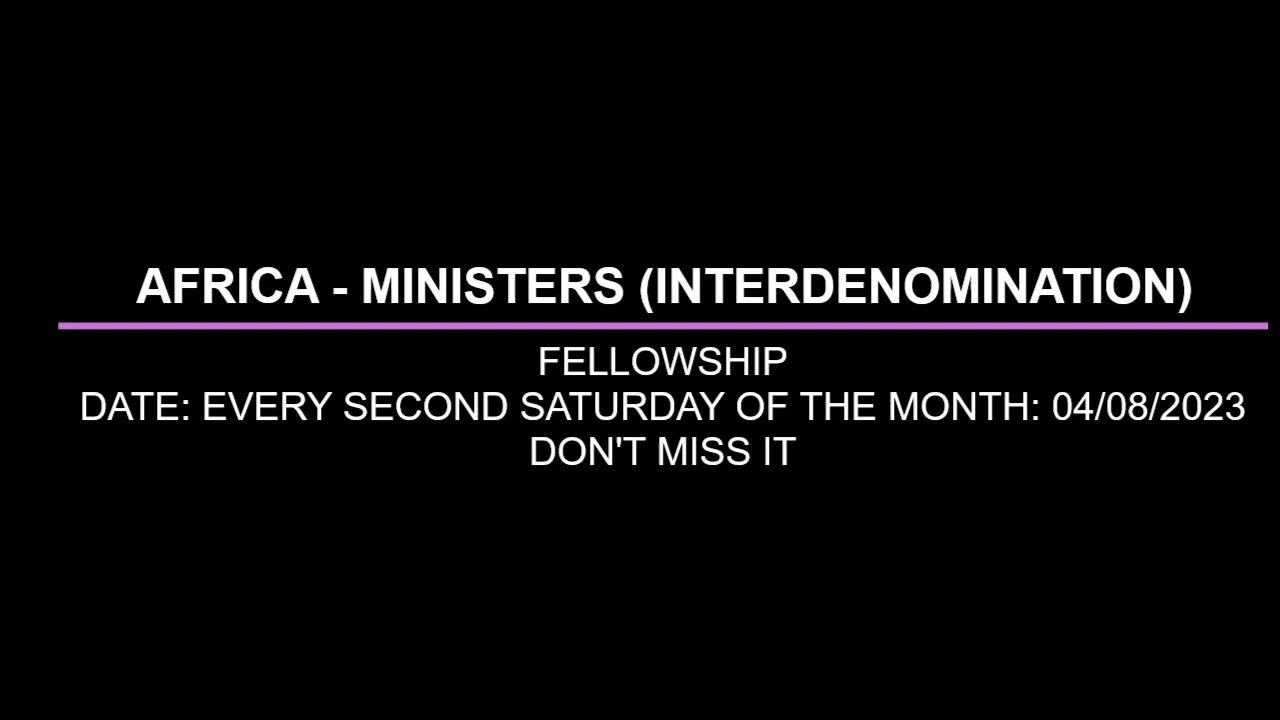 AFRICA - MINISTERS (INTERDENOMINATION)
FELLOWSHIP
DATE: EVERY SECOND SATURDAY OF THE MONTH: 04/08/2023
DON'T MISS IT